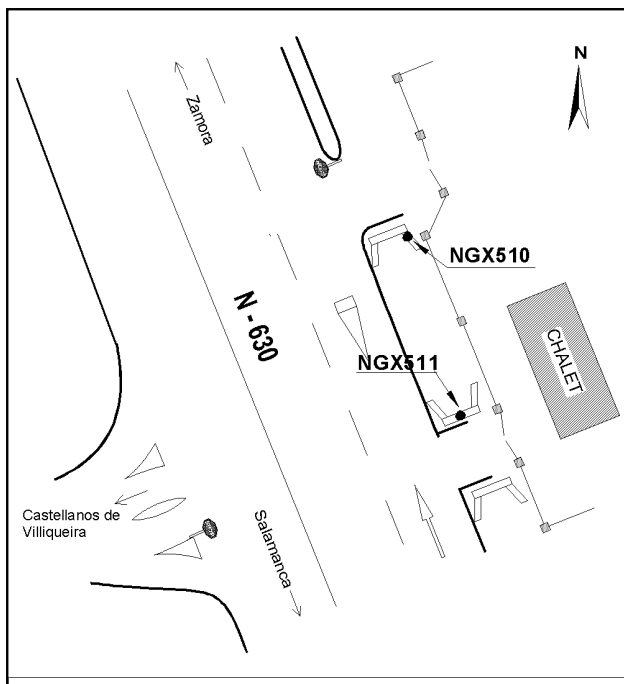 Zamora
N
NGX510
N - 630
NGX511
CHALET
Castellanos de
Villiqueira
Salamanca